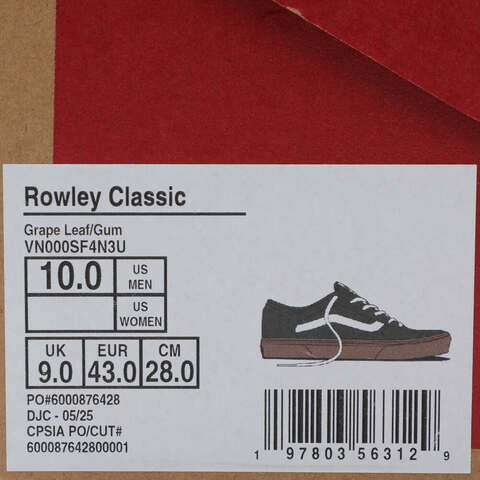 Rowley Classic
Grape Leaf/Gum
VN000SF4N3U
10.0 US MEN
US WOMEN
UK EUR CM
9.0 43.0 28.0
PO#6000876428
DJC - 05/25
CPSIA PO/CUT#
600087642800001
1 97803 56312 9